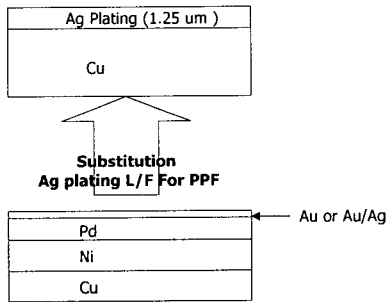 Ag Plating (1.25 um )
Cu
Substitution
Ag plating L/F For PPF
Au or Au/Ag
Pd
Ni
Cu